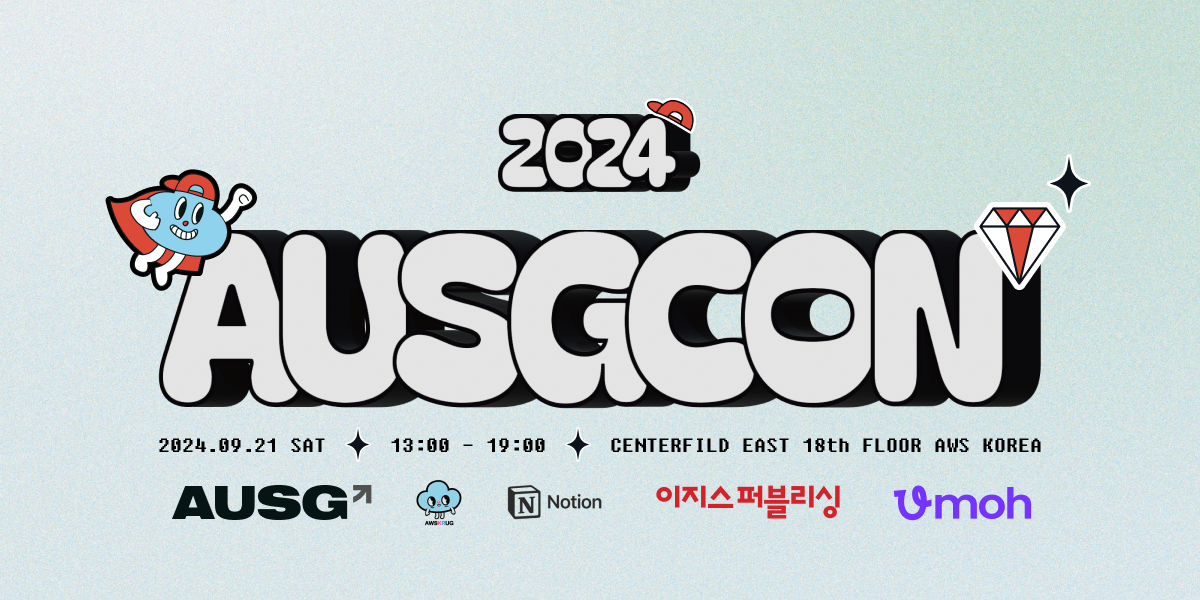 2024
AUSGCON
2024.09.21 SAT 13:00 - 19:00 CENTERFILD EAST 18th FLOOR AWS KOREA
AUSG AWSKRUG Notion 이지스퍼블리싱 moh